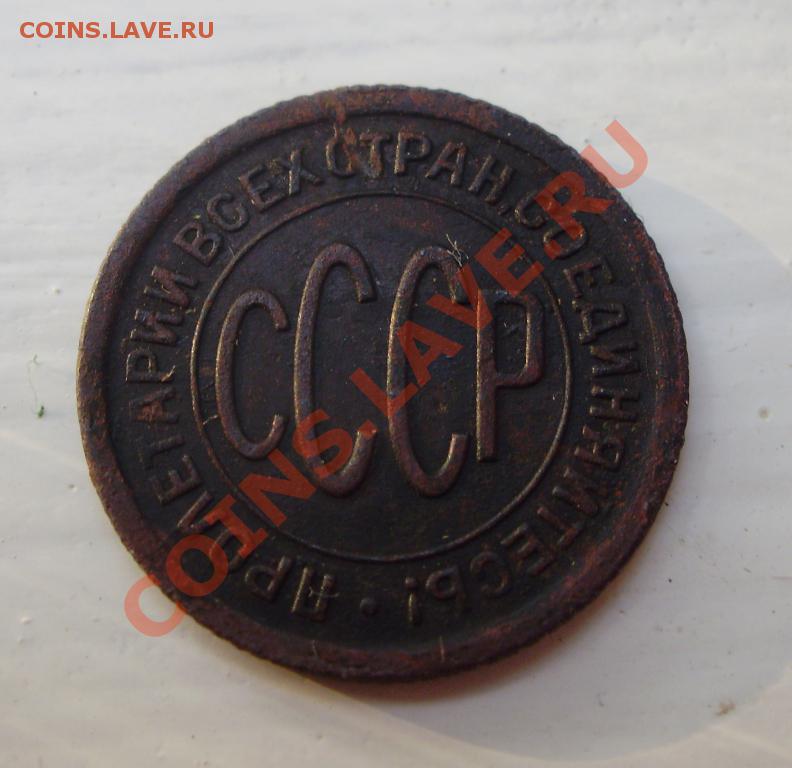 COINS.LAVE.RU
ПРОЛЕТАРИИ ВСЕХ СТРАН, СОЕДИНЯЙТЕСЬ! •
СССР
COINS.LAVE.RU